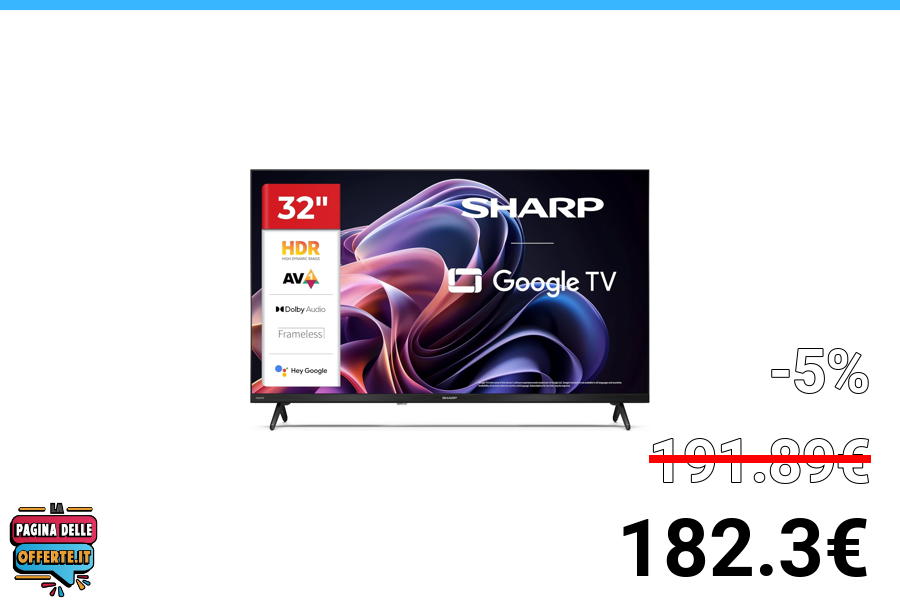 32"
SHARP
HDR
HIGH DYNAMIC RANGE
AV1
Google TV
Dolby Audio
Frameless
Hey Google
SHARP
-5%
191.89€
182.3€
LA
PAGINA DELLE
OFFERTE.IT